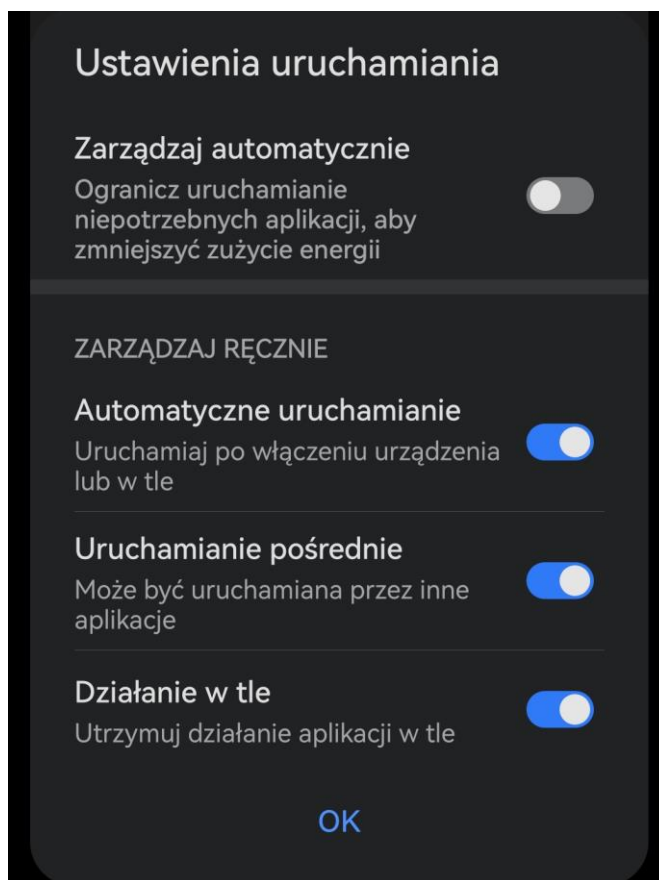 Ustawienia uruchamiania
Zarządzaj automatycznie
Ogranicz uruchamianie
niepotrzebnych aplikacji, aby
zmniejszyć zużycie energii
ZARZĄDZAJ RĘCZNIE
Automatyczne uruchamianie
Uruchamiaj po włączeniu urządzenia
lub w tle
Uruchamianie pośrednie
Może być uruchamiana przez inne
aplikacje
Działanie w tle
Utrzymuj działanie aplikacji w tle
OK